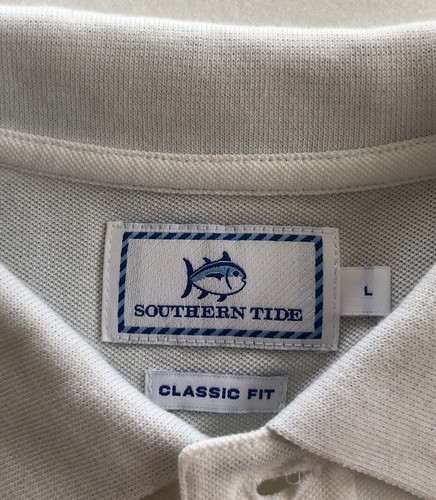 SOUTHERN TIDE
L
CLASSIC FIT